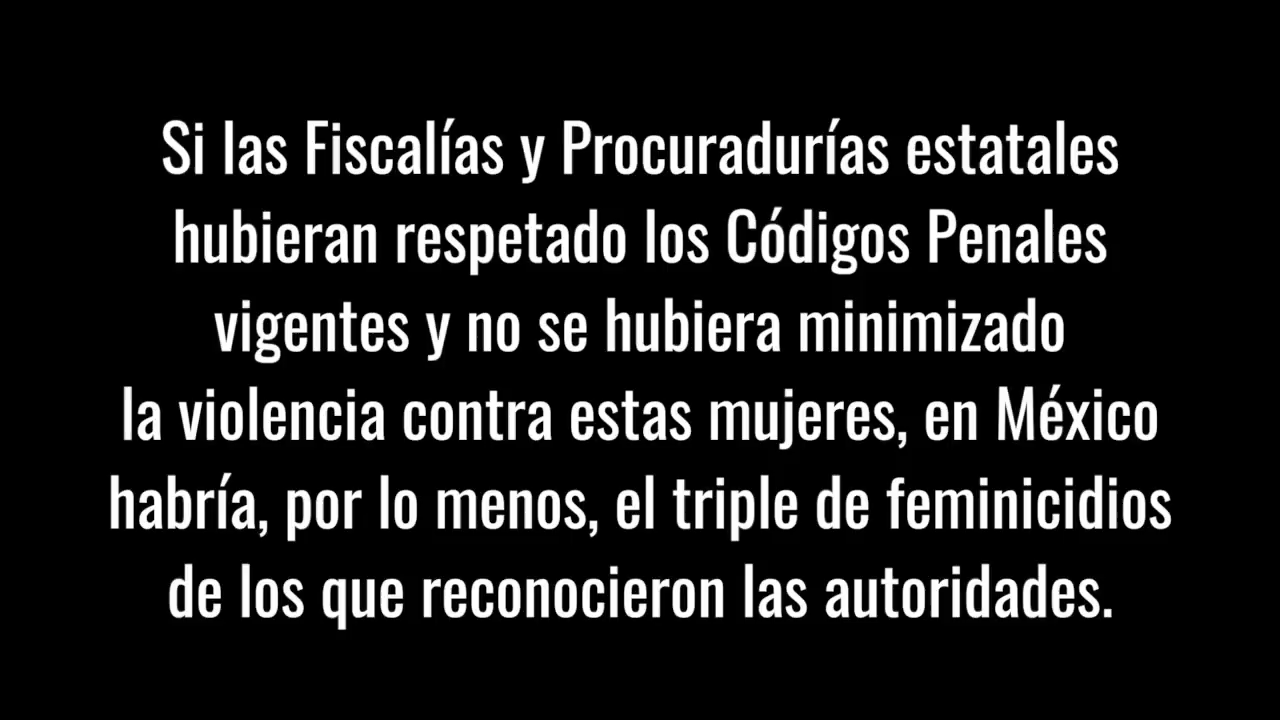 Si las Fiscalías y Procuradurías estatales
hubieran respetado los Códigos Penales
vigentes y no se hubiera minimizado
la violencia contra estas mujeres, en México
habría, por lo menos, el triple de feminicidios
de los que reconocieron las autoridades.